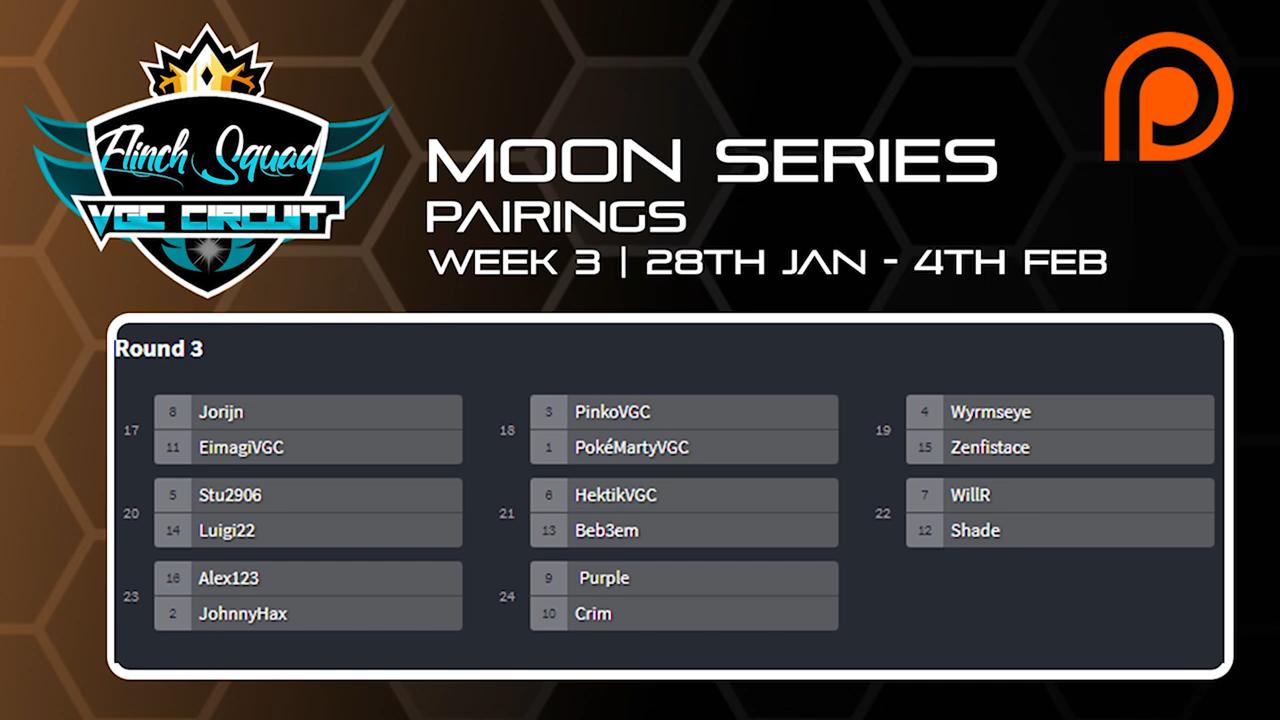 Flinch Squad
VGC CIRCUIT
MOON SERIES
PAIRINGS
WEEK 3 | 28TH JAN - 4TH FEB
Round 3
17
8 Jorijn
11 EimagiVGC
18
3 PinkoVGC
1 PokéMartyVGC
19
4 Wyrmseye
15 Zenfistace
20
5 Stu2906
14 Luigi22
21
6 HektikVGC
13 Beb3em
22
7 WillR
12 Shade
23
16 Alex123
2 JohnnyHax
24
9 Purple
10 Crim